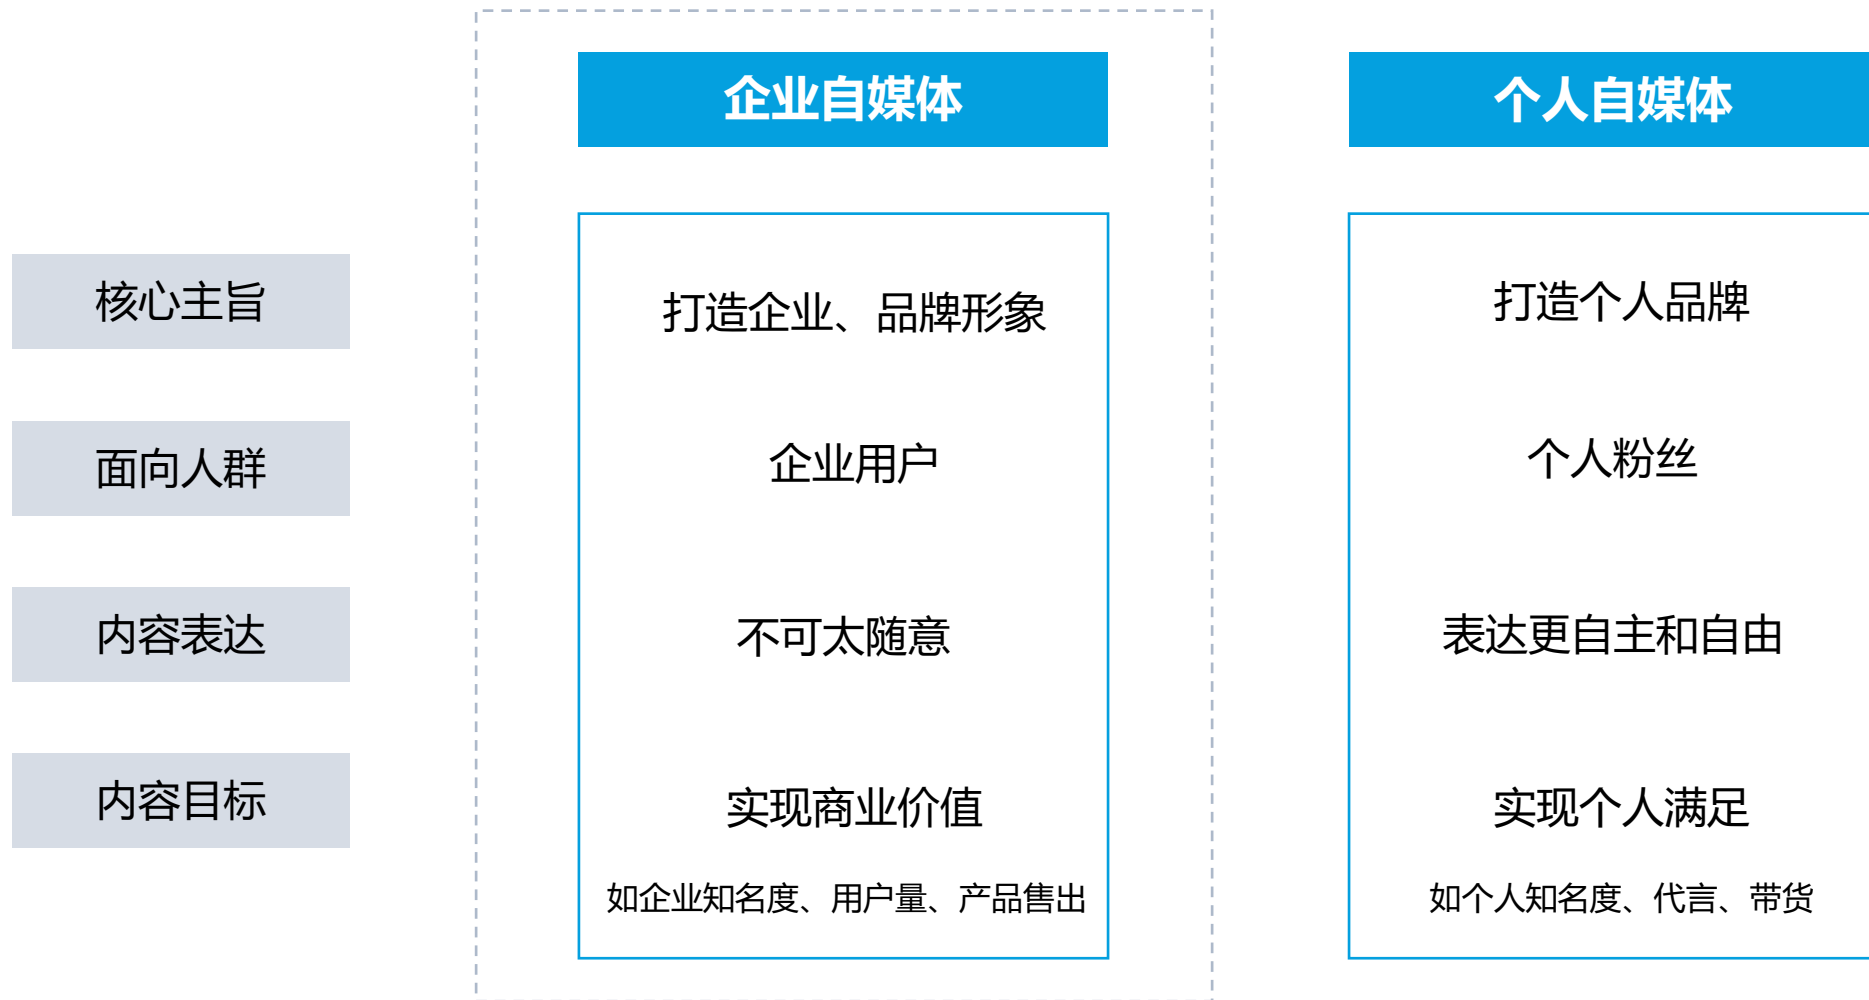 企业自媒体
个人自媒体
核心主旨
打造企业、品牌形象
打造个人品牌
面向人群
企业用户
个人粉丝
内容表达
不可太随意
表达更自主和自由
内容目标
实现商业价值
实现个人满足
如企业知名度、用户量、产品售出
如个人知名度、代言、带货